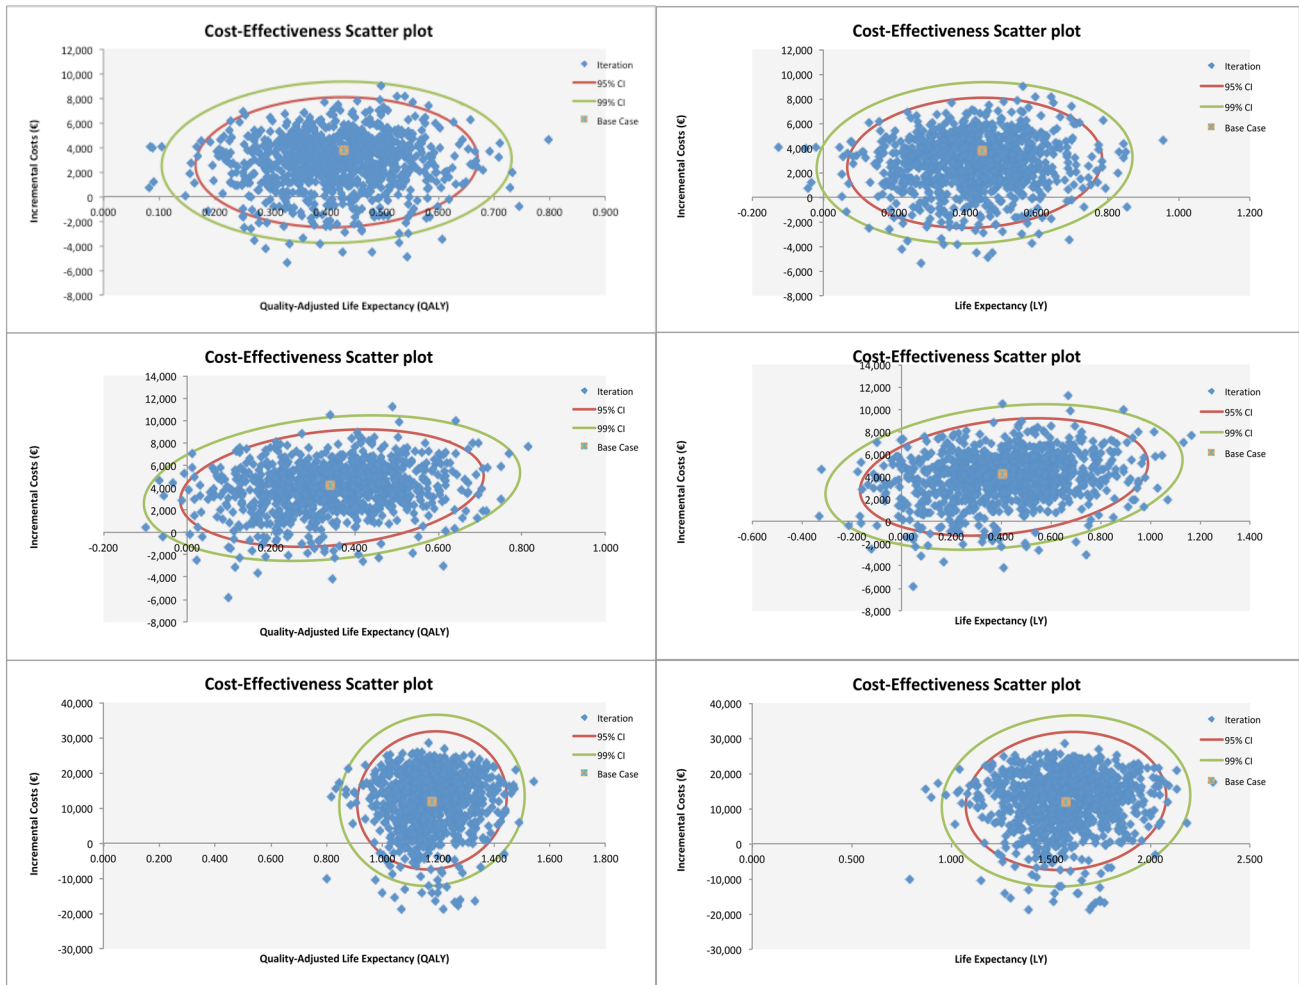 Cost-Effectiveness Scatter plot
Incremental Costs (€)
12,000
10,000
8,000
6,000
4,000
2,000
0
-2,000
-4,000
-6,000
-8,000
0.000 0.100 0.200 0.300 0.400 0.500 0.600 0.700 0.800 0.900
Quality-Adjusted Life Expectancy (QALY)
Iteration
95% CI
99% CI
Base Case
Cost-Effectiveness Scatter plot
Incremental Costs (€)
12,000
10,000
8,000
6,000
4,000
2,000
0
-2,000
-4,000
-6,000
-8,000
-0.200 0.000 0.200 0.400 0.600 0.800 1.000 1.200
Life Expectancy (LY)
Iteration
95% CI
99% CI
Base Case
Cost-Effectiveness Scatter plot
Incremental Costs (€)
14,000
12,000
10,000
8,000
6,000
4,000
2,000
0
-2,000
-4,000
-6,000
-8,000
-0.200 0.000 0.200 0.400 0.600 0.800 1.000
Quality-Adjusted Life Expectancy (QALY)
Iteration
95% CI
99% CI
Base Case
Cost-Effectiveness Scatter plot
Incremental Costs (€)
14,000
12,000
10,000
8,000
6,000
4,000
2,000
0
-2,000
-4,000
-6,000
-8,000
-0.600 -0.400 -0.200 0.000 0.200 0.400 0.600 0.800 1.000 1.200 1.400
Life Expectancy (LY)
Iteration
95% CI
99% CI
Base Case
Cost-Effectiveness Scatter plot
Incremental Costs (€)
40,000
30,000
20,000
10,000
0
-10,000
-20,000
-30,000
0.000 0.200 0.400 0.600 0.800 1.000 1.200 1.400 1.600 1.800
Quality-Adjusted Life Expectancy (QALY)
Iteration
95% CI
99% CI
Base Case
Cost-Effectiveness Scatter plot
Incremental Costs (€)
40,000
30,000
20,000
10,000
0
-10,000
-20,000
-30,000
0.000 0.500 1.000 1.500 2.000 2.500
Life Expectancy (LY)
Iteration
95% CI
99% CI
Base Case